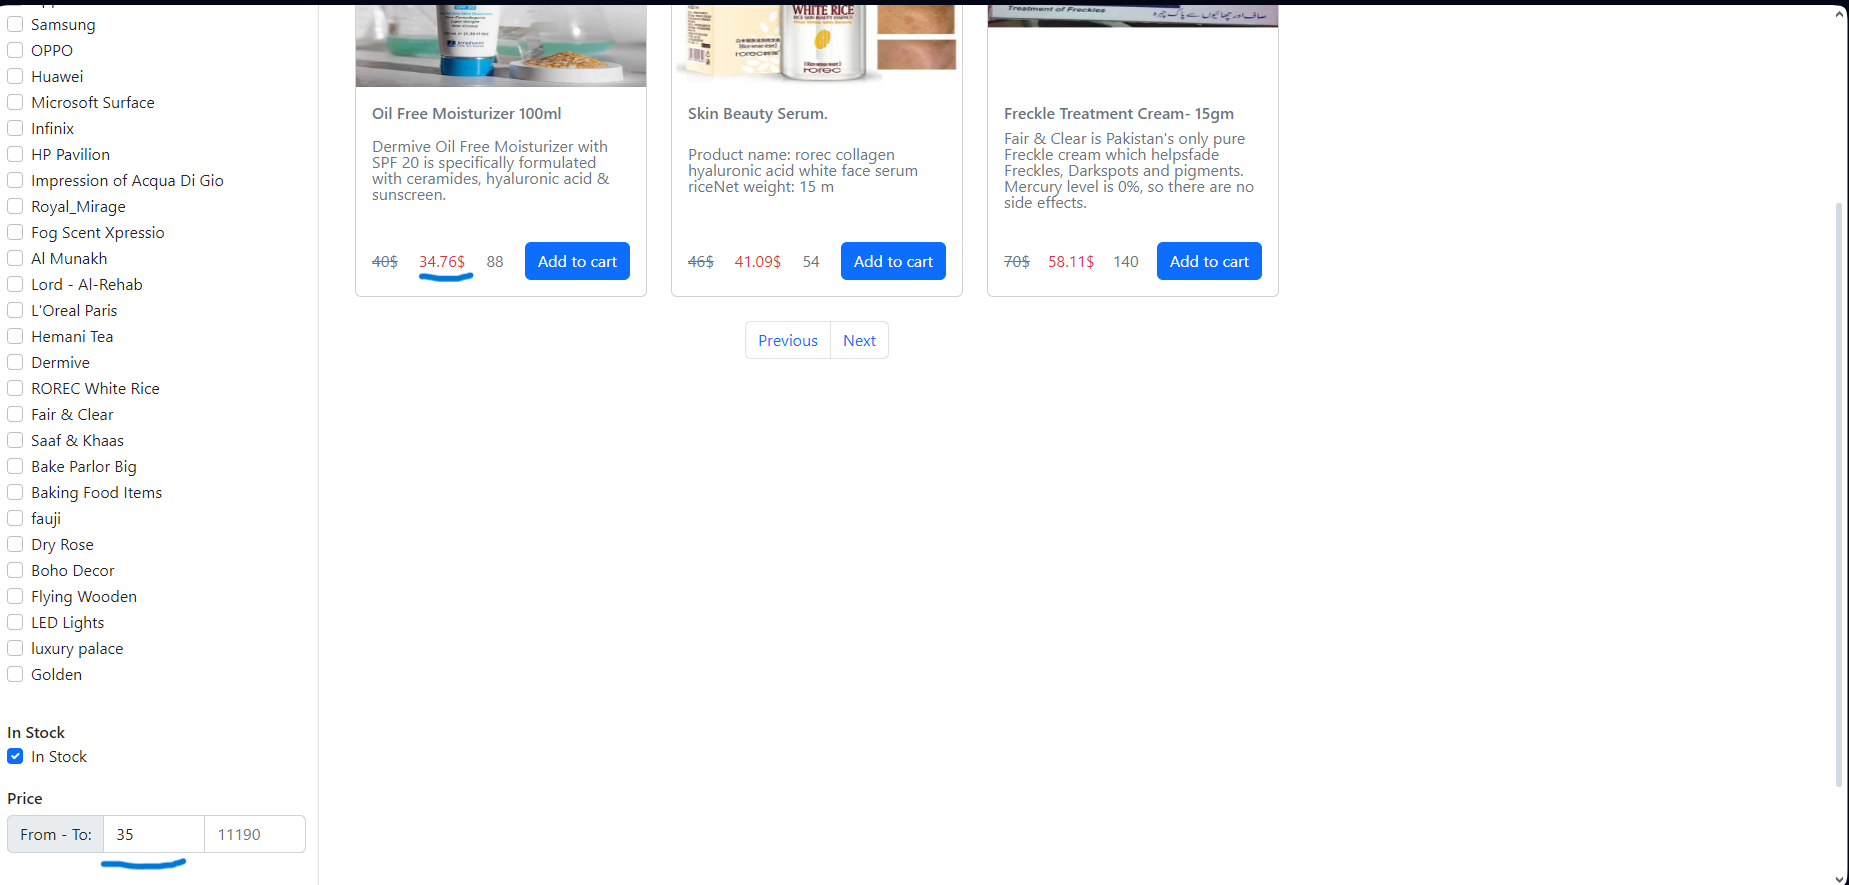 Samsung
OPPO
Huawei
Microsoft Surface
Infinix
HP Pavilion
Impression of Acqua Di Gio
Royal_Mirage
Fog Scent Xpressio
Al Munakh
Lord - Al-Rehab
L'Oreal Paris
Hemani Tea
Dermive
ROREC White Rice
Fair & Clear
Saaf & Khaas
Bake Parlor Big
Baking Food Items
fauji
Dry Rose
Boho Decor
Flying Wooden
LED Lights
luxury palace
Golden
In Stock
In Stock
Price
From - To: 35 11190
Oil Free Moisturizer 100ml
Dermive Oil Free Moisturizer with
SPF 20 is specifically formulated
with ceramides, hyaluronic acid &
sunscreen.
40$ 34.76$ 88 Add to cart
WHITE RICE
rorec
Skin Beauty Serum.
Product name: rorec collagen
hyaluronic acid white face serum
riceNet weight: 15 m
46$ 41.09$ 54 Add to cart
Treatment of Freckles
صاف اور چھائیوں سے پاک چہرہ
Freckle Treatment Cream- 15gm
Fair & Clear is Pakistan's only pure
Freckle cream which helpsfade
Freckles, Darkspots and pigments.
Mercury level is 0%, so there are no
side effects.
70$ 58.11$ 140 Add to cart
Previous Next